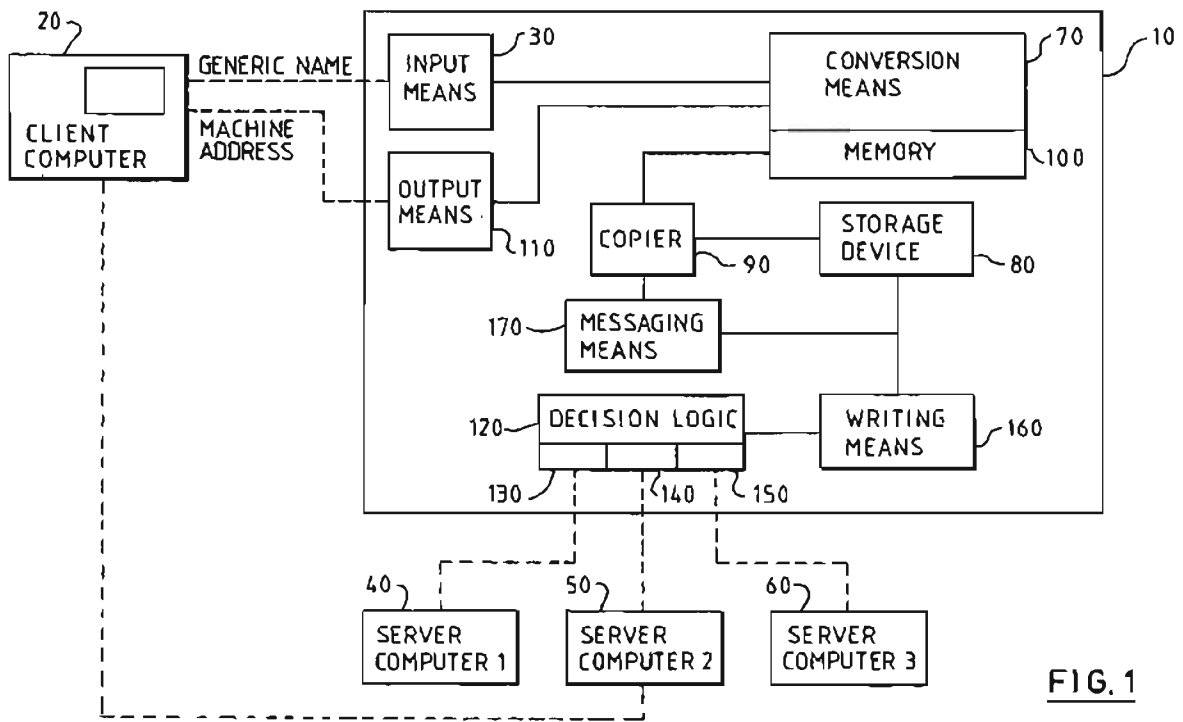 20
CLIENT
COMPUTER
GENERIC NAME
MACHINE
ADDRESS
10
30
INPUT
MEANS
70
CONVERSION
MEANS
MEMORY
100
OUTPUT
MEANS
110
COPIER
90
STORAGE
DEVICE
80
170
MESSAGING
MEANS
120
DECISION LOGIC
130
140
150
WRITING
MEANS
160
40
SERVER
COMPUTER 1
50
SERVER
COMPUTER 2
60
SERVER
COMPUTER 3
FIG. 1